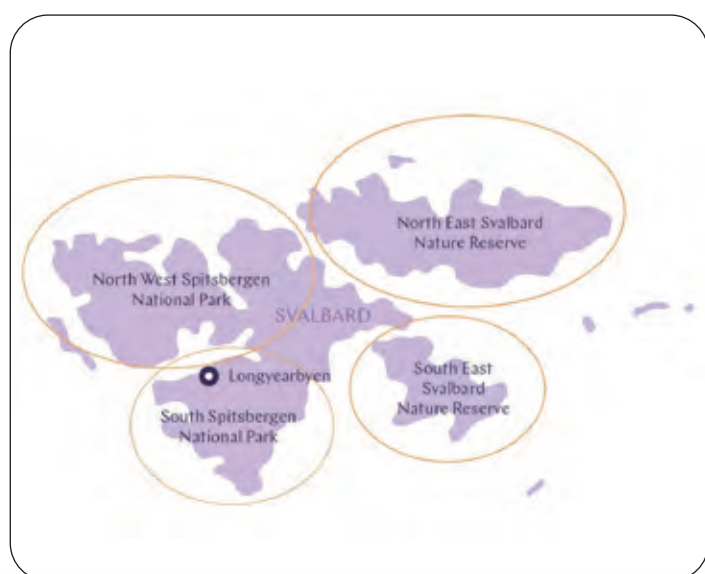 North East Svalbard
Nature Reserve
North West Spitsbergen
National Park
SVALBARD
Longyearbyen
South East
Svalbard
Nature Reserve
South Spitsbergen
National Park